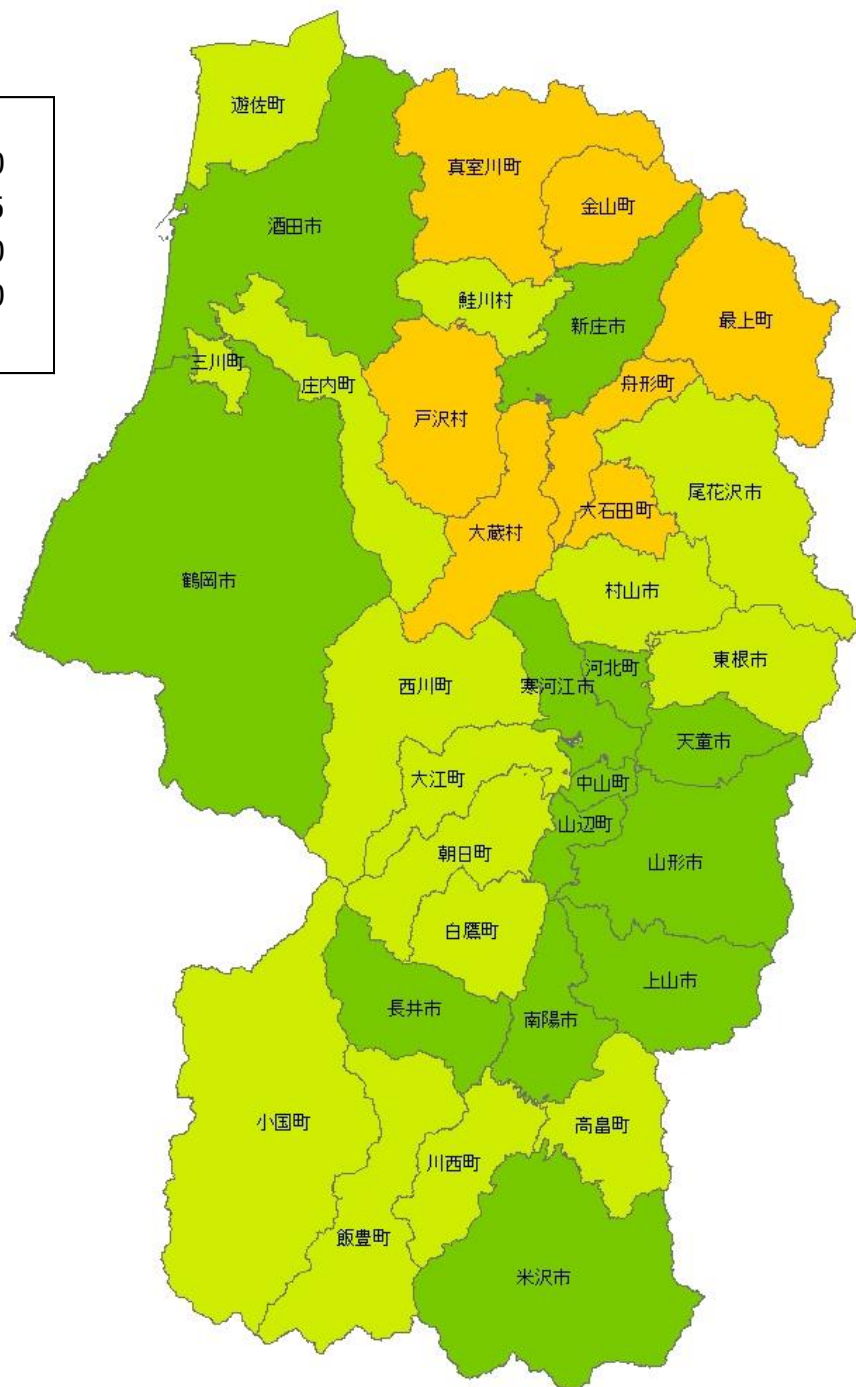 0
5
0
0
遊佐町
真室川町
金山町
酒田市
鮭川村
新庄市
最上町
三川町
庄内町
舟形町
戸沢村
尾花沢市
大石田町
大蔵村
鶴岡市
村山市
東根市
河北町
西川町
寒河江市
天童市
大江町
中山町
山辺町
朝日町
山形市
白鷹町
上山市
長井市
南陽市
小国町
高畠町
川西町
飯豊町
米沢市